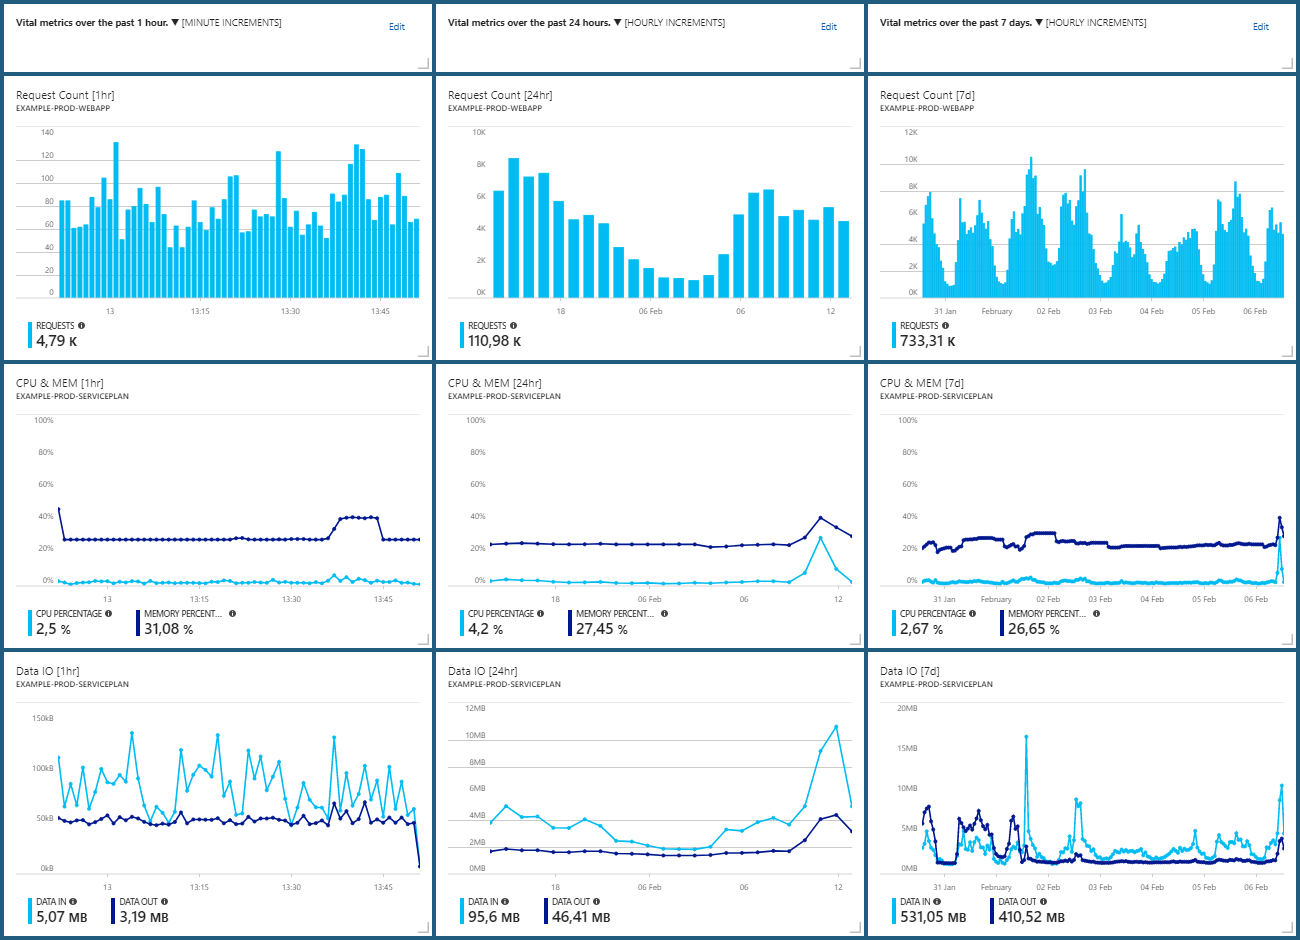 Vital metrics over the past 1 hour. ▼ [MINUTE INCREMENTS]
Edit
Vital metrics over the past 24 hours. ▼ [HOURLY INCREMENTS]
Edit
Vital metrics over the past 7 days. ▼ [HOURLY INCREMENTS]
Edit
Request Count [1hr]
EXAMPLE-PROD-WEBAPP
140
120
100
80
60
40
20
0
13
13:15
13:30
13:45
REQUESTS
4,79 K
Request Count [24hr]
EXAMPLE-PROD-WEBAPP
10K
8K
6K
4K
2K
0K
18
06 Feb
06
12
REQUESTS
110,98 K
Request Count [7d]
EXAMPLE-PROD-WEBAPP
12K
10K
8K
6K
4K
2K
0K
31 Jan
February
02 Feb
03 Feb
04 Feb
05 Feb
06 Feb
REQUESTS
733,31 K
CPU & MEM [1hr]
EXAMPLE-PROD-SERVICEPLAN
100%
80%
60%
40%
20%
0%
13
13:15
13:30
13:45
CPU PERCENTAGE
2,5 %
MEMORY PERCENT...
31,08 %
CPU & MEM [24hr]
EXAMPLE-PROD-SERVICEPLAN
100%
80%
60%
40%
20%
0%
18
06 Feb
06
12
CPU PERCENTAGE
4,2 %
MEMORY PERCENT...
27,45 %
CPU & MEM [7d]
EXAMPLE-PROD-SERVICEPLAN
100%
80%
60%
40%
20%
0%
31 Jan
February
02 Feb
03 Feb
04 Feb
05 Feb
06 Feb
CPU PERCENTAGE
2,67 %
MEMORY PERCENT...
26,65 %
Data IO [1hr]
EXAMPLE-PROD-SERVICEPLAN
150kB
100kB
50kB
0kB
13
13:15
13:30
13:45
DATA IN
5,07 MB
DATA OUT
3,19 MB
Data IO [24hr]
EXAMPLE-PROD-SERVICEPLAN
12MB
10MB
8MB
6MB
4MB
2MB
0MB
18
06 Feb
06
12
DATA IN
95,6 MB
DATA OUT
46,41 MB
Data IO [7d]
EXAMPLE-PROD-SERVICEPLAN
20MB
15MB
10MB
5MB
0MB
31 Jan
February
02 Feb
03 Feb
04 Feb
05 Feb
06 Feb
DATA IN
531,05 MB
DATA OUT
410,52 MB